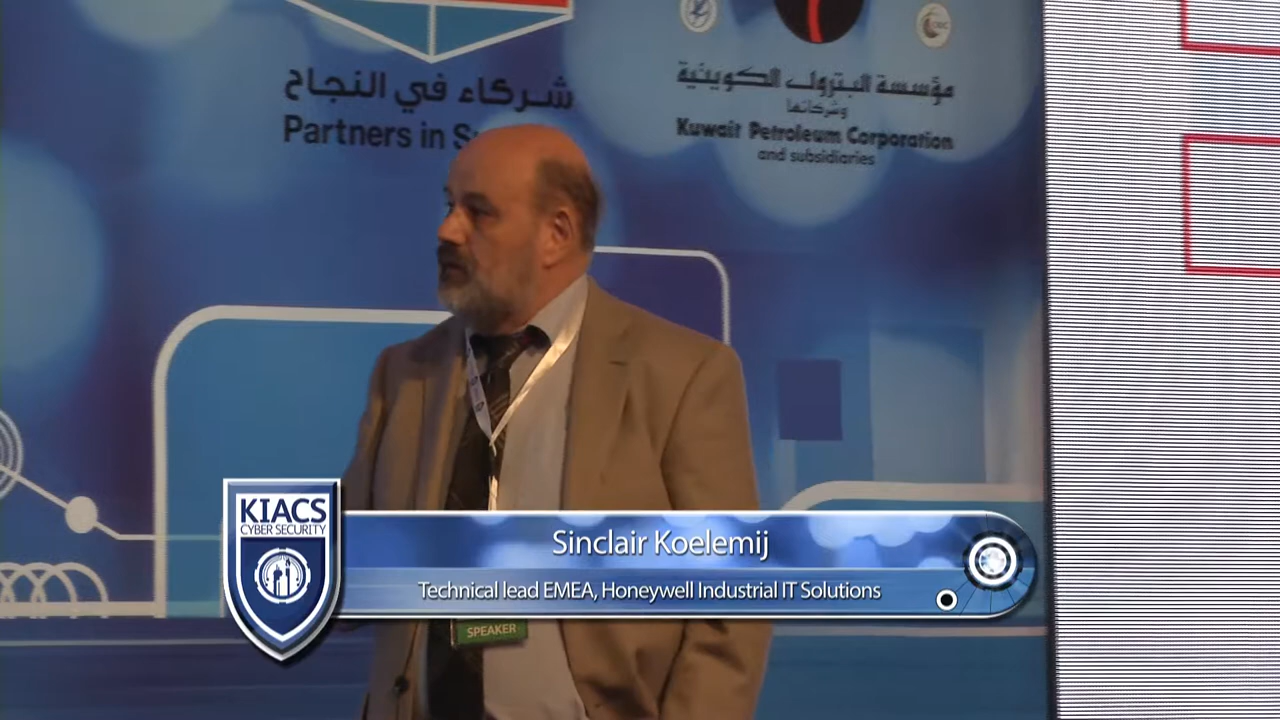 شركاء في النجاح
Partners in S
مؤسسة البترول الكويتية
وشركاتها
Kuwait Petroleum Corporation
and subsidiaries
KIACS
CYBER SECURITY
Sinclair Koelemij
Technical lead EMEA, Honeywell Industrial IT Solutions
SPEAKER